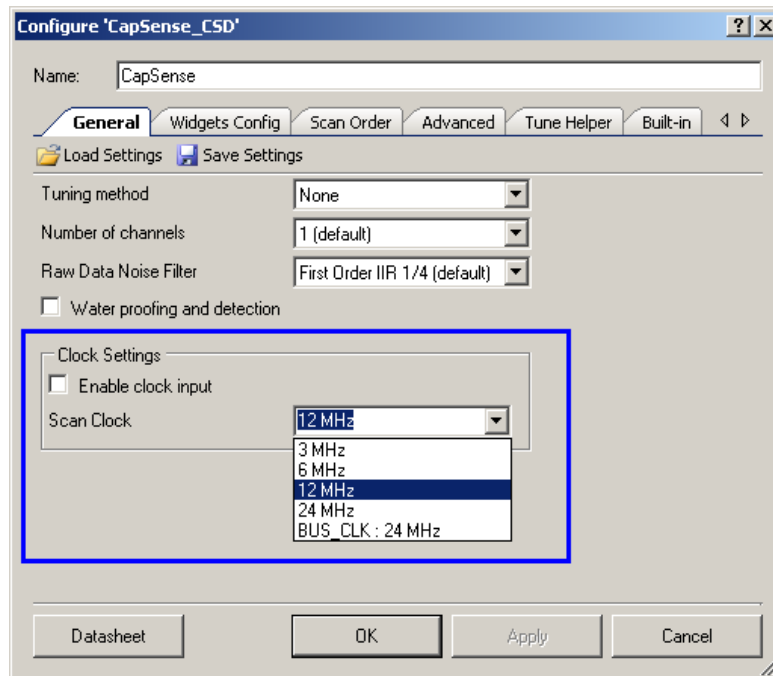 Configure 'CapSense_CSD'
Name: CapSense
General Widgets Config Scan Order Advanced Tune Helper Built-in
Load Settings Save Settings
Tuning method None
Number of channels 1 (default)
Raw Data Noise Filter First Order IIR 1/4 (default)
Water proofing and detection
Clock Settings
Enable clock input
Scan Clock 12 MHz
3 MHz
6 MHz
12 MHz
24 MHz
BUS_CLK : 24 MHz
Datasheet OK Apply Cancel